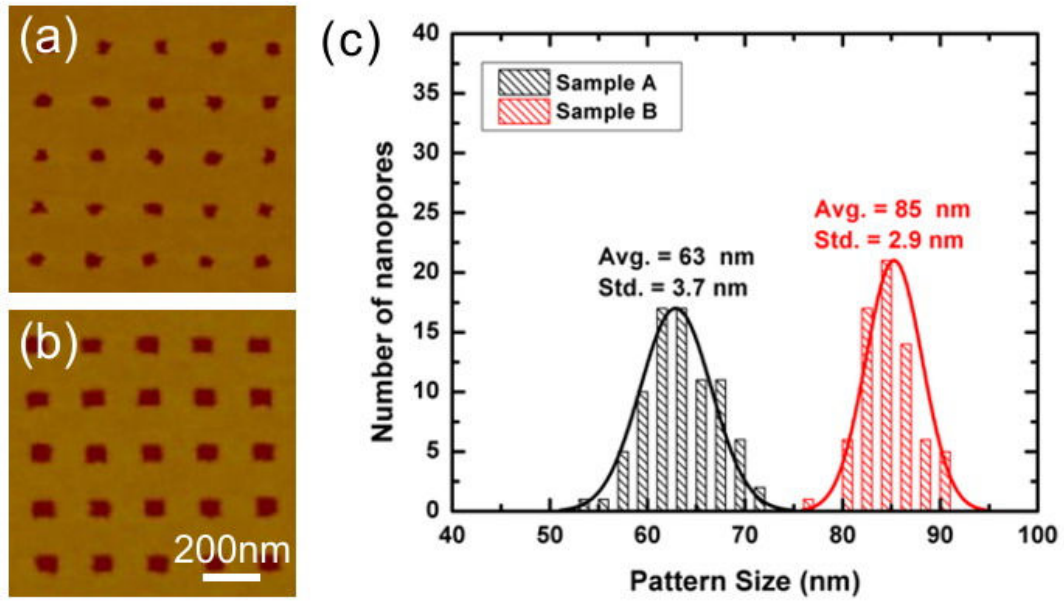 (a)
(b)
200nm
(c)
40
35
30
25
20
15
10
5
0
Number of nanopores
Sample A
Sample B
Avg. = 63 nm
Std. = 3.7 nm
Avg. = 85 nm
Std. = 2.9 nm
40 50 60 70 80 90 100
Pattern Size (nm)